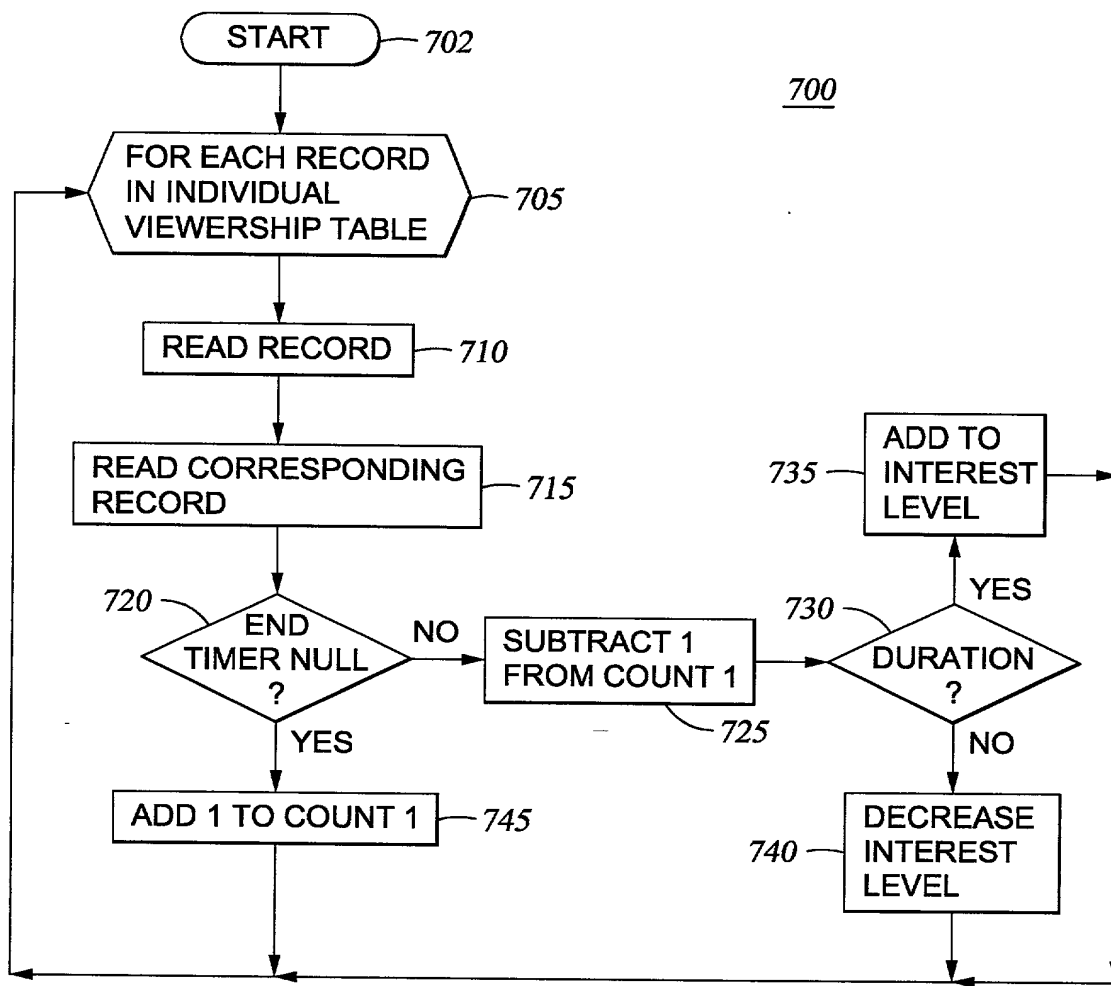 START
702
700
FOR EACH RECORD
IN INDIVIDUAL
VIEWERSHIP TABLE
705
READ RECORD
710
READ CORRESPONDING
RECORD
715
ADD TO
INTEREST
LEVEL
735
720
END
TIMER NULL
?
NO
SUBTRACT 1
FROM COUNT 1
725
730
DURATION
?
YES
NO
YES
ADD 1 TO COUNT 1
745
DECREASE
INTEREST
LEVEL
740